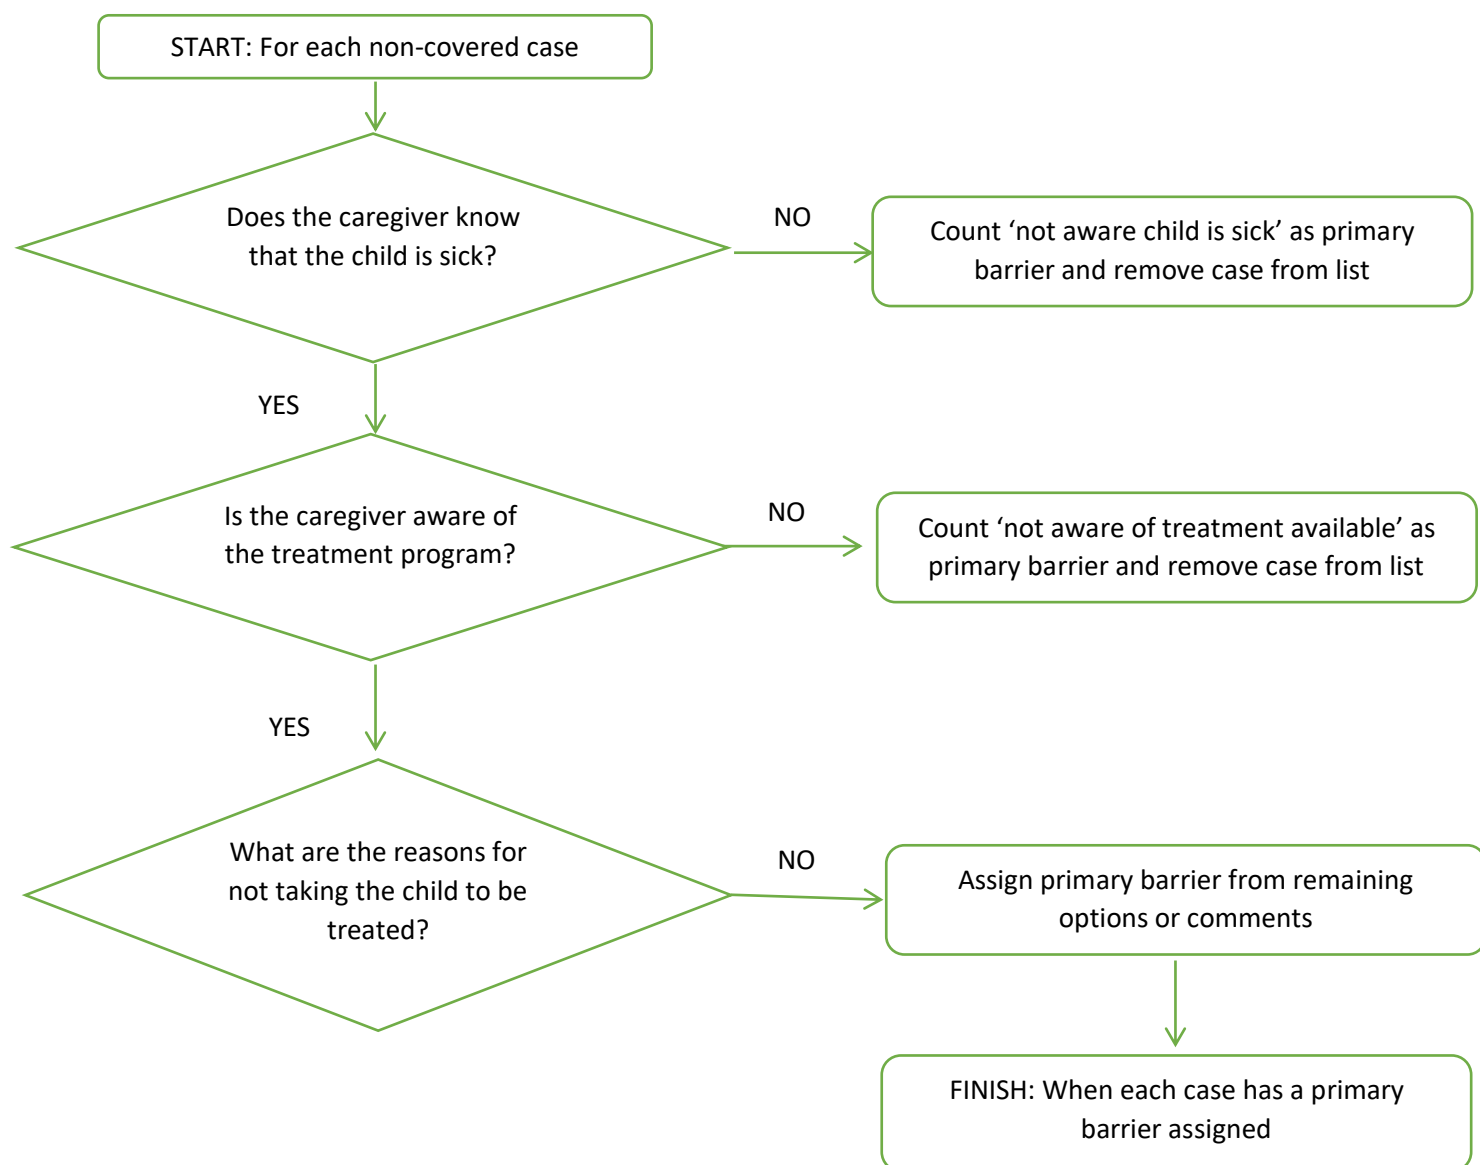 START: For each non-covered case
Does the caregiver know
that the child is sick?
NO
Count ‘not aware child is sick’ as primary
barrier and remove case from list
YES
Is the caregiver aware of
the treatment program?
NO
Count ‘not aware of treatment available’ as
primary barrier and remove case from list
YES
What are the reasons for
not taking the child to be
treated?
NO
Assign primary barrier from remaining
options or comments
FINISH: When each case has a primary
barrier assigned